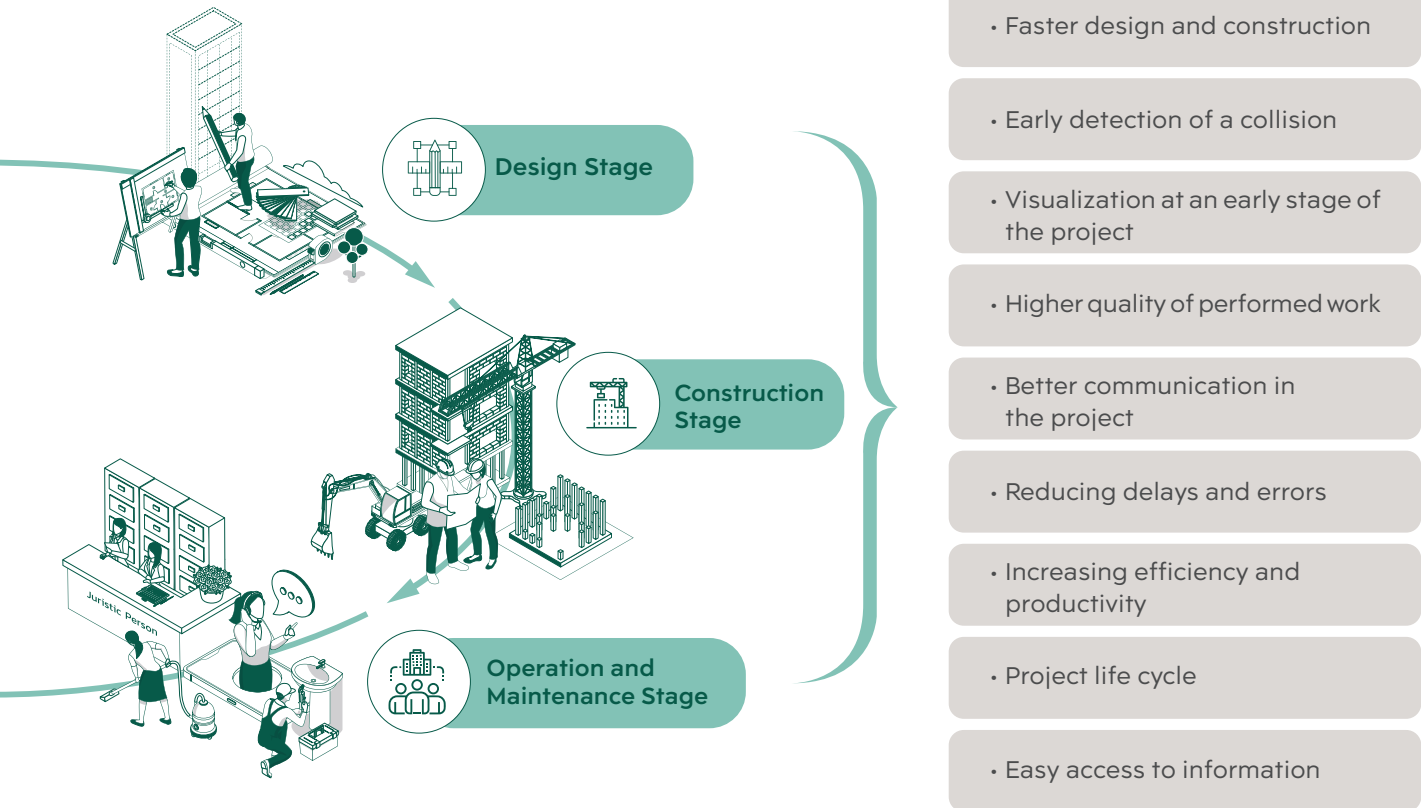 Design Stage
Construction
Stage
Juristic Person
Operation and
Maintenance Stage
• Faster design and construction
• Early detection of a collision
• Visualization at an early stage of
the project
• Higher quality of performed work
• Better communication in
the project
• Reducing delays and errors
• Increasing efficiency and
productivity
• Project life cycle
• Easy access to information